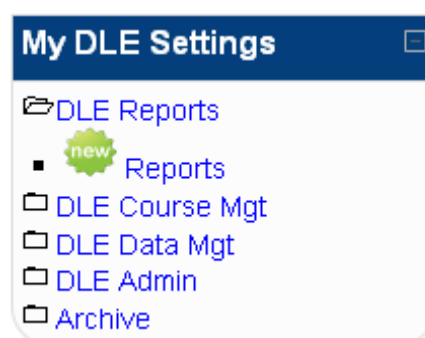 My DLE Settings
DLE Reports
new Reports
DLE Course Mgt
DLE Data Mgt
DLE Admin
Archive